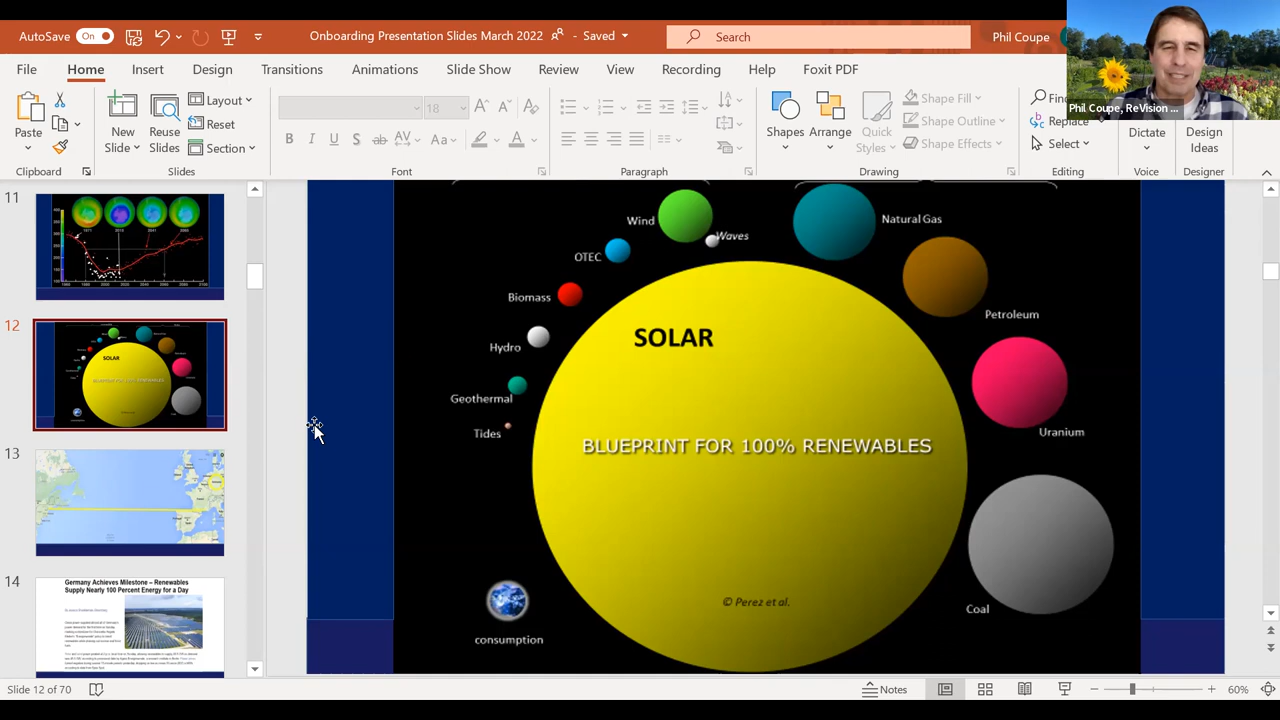 AutoSave On
Onboarding Presentation Slides March 2022
Saved
Search
Phil Coupe
Phil Coupe, ReVision ...
File Home Insert Design Transitions Animations Slide Show Review View Recording Help Foxit PDF
Paste
New Slide
Reuse Slides
Layout
Reset
Section
18
B I U S ab AV Aa A
Shapes
Arrange
Quick Styles
Shape Fill
Shape Outline
Shape Effects
Replace
Select
Dictate
Design Ideas
Clipboard Slides Font Paragraph Drawing Editing Voice Designer
11
12
13
14
Germany Achieves Milestone – Renewables
Supply Nearly 100 Percent Energy for a Day
Wind
Waves
OTEC
Biomass
Hydro
Geothermal
Tides
consumption
SOLAR
BLUEPRINT FOR 100% RENEWABLES
© Perez et al.
Natural Gas
Petroleum
Uranium
Coal
Slide 12 of 70
Notes
60%